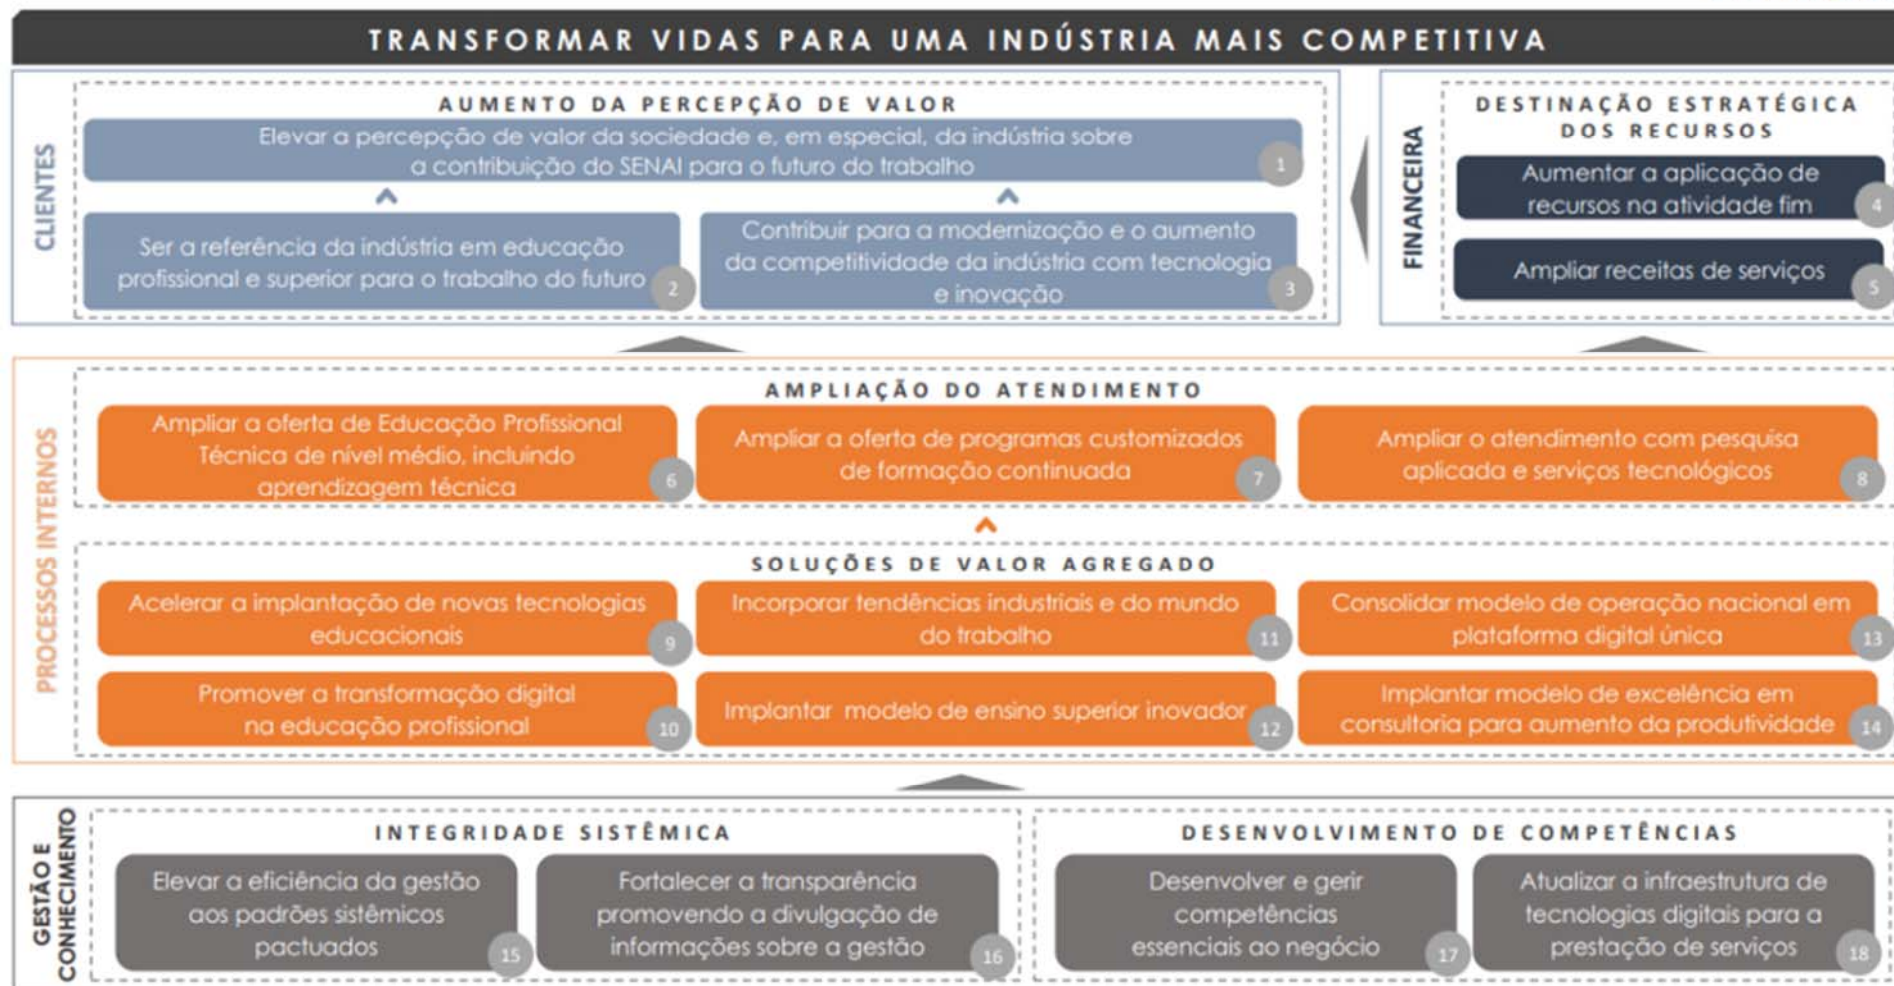 TRANSFORMAR VIDAS PARA UMA INDÚSTRIA MAIS COMPETITIVA
CLIENTES
AUMENTO DA PERCEPÇÃO DE VALOR
Elevar a percepção de valor da sociedade e, em especial, da indústria sobre
a contribuição do SENAI para o futuro do trabalho
1
Ser a referência da indústria em educação
profissional e superior para o trabalho do futuro
2
Contribuir para a modernização e o aumento
da competitividade da indústria com tecnologia
e inovação
3
FINANCEIRA
DESTINAÇÃO ESTRATÉGICA
DOS RECURSOS
Aumentar a aplicação de
recursos na atividade fim
4
Ampliar receitas de serviços
5
PROCESSOS INTERNOS
AMPLIAÇÃO DO ATENDIMENTO
Ampliar a oferta de Educação Profissional
Técnica de nível médio, incluindo
aprendizagem técnica
6
Ampliar a oferta de programas customizados
de formação continuada
7
Ampliar o atendimento com pesquisa
aplicada e serviços tecnológicos
8
SOLUÇÕES DE VALOR AGREGADO
Acelerar a implantação de novas tecnologias
educacionais
9
Incorporar tendências industriais e do mundo
do trabalho
11
Consolidar modelo de operação nacional em
plataforma digital única
13
Promover a transformação digital
na educação profissional
10
Implantar modelo de ensino superior inovador
12
Implantar modelo de excelência em
consultoria para aumento da produtividade
14
GESTÃO E
CONHECIMENTO
INTEGRIDADE SISTÊMICA
Elevar a eficiência da gestão
aos padrões sistêmicos
pactuados
15
Fortalecer a transparência
promovendo a divulgação de
informações sobre a gestão
16
DESENVOLVIMENTO DE COMPETÊNCIAS
Desenvolver e gerir
competências
essenciais ao negócio
17
Atualizar a infraestrutura de
tecnologias digitais para a
prestação de serviços
18